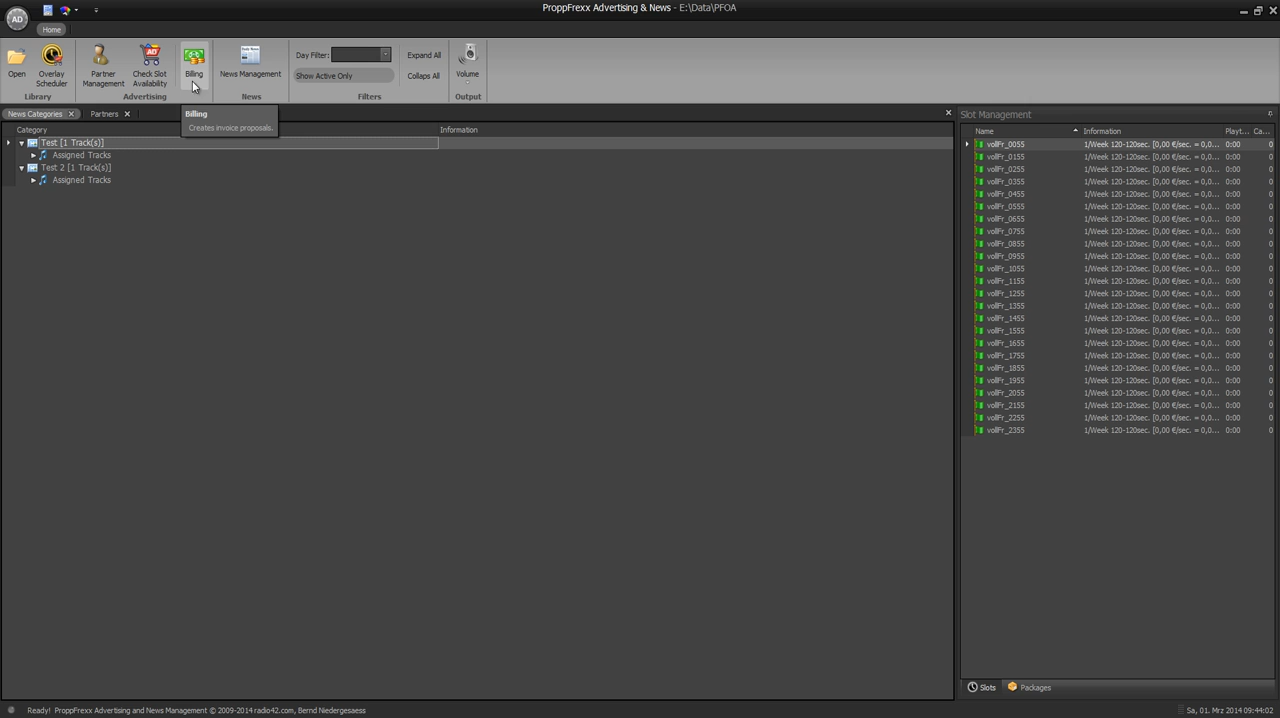 ProppFrexx Advertising & News - E:\Data\PFOA
AD
Home
Open
Overlay Scheduler
Library
Partner Management
Check Slot Availability
Billing
Advertising
News Management
News
Day Filter:
Show Active Only
Expand All
Collaps All
Filters
Volume
Output
News Categories
Partners
Billing
Creates invoice proposals.
Category
Information
Test [1 Track(s)]
Assigned Tracks
Test 2 [1 Track(s)]
Assigned Tracks
Slot Management
Name Information Playt... Ca...
vollFr_0055 1/Week 120-120sec. [0,00 €/sec. = 0,0... 0:00 0
vollFr_0155 1/Week 120-120sec. [0,00 €/sec. = 0,0... 0:00 0
vollFr_0255 1/Week 120-120sec. [0,00 €/sec. = 0,0... 0:00 0
vollFr_0355 1/Week 120-120sec. [0,00 €/sec. = 0,0... 0:00 0
vollFr_0455 1/Week 120-120sec. [0,00 €/sec. = 0,0... 0:00 0
vollFr_0555 1/Week 120-120sec. [0,00 €/sec. = 0,0... 0:00 0
vollFr_0655 1/Week 120-120sec. [0,00 €/sec. = 0,0... 0:00 0
vollFr_0755 1/Week 120-120sec. [0,00 €/sec. = 0,0... 0:00 0
vollFr_0855 1/Week 120-120sec. [0,00 €/sec. = 0,0... 0:00 0
vollFr_0955 1/Week 120-120sec. [0,00 €/sec. = 0,0... 0:00 0
vollFr_1055 1/Week 120-120sec. [0,00 €/sec. = 0,0... 0:00 0
vollFr_1155 1/Week 120-120sec. [0,00 €/sec. = 0,0... 0:00 0
vollFr_1255 1/Week 120-120sec. [0,00 €/sec. = 0,0... 0:00 0
vollFr_1355 1/Week 120-120sec. [0,00 €/sec. = 0,0... 0:00 0
vollFr_1455 1/Week 120-120sec. [0,00 €/sec. = 0,0... 0:00 0
vollFr_1555 1/Week 120-120sec. [0,00 €/sec. = 0,0... 0:00 0
vollFr_1655 1/Week 120-120sec. [0,00 €/sec. = 0,0... 0:00 0
vollFr_1755 1/Week 120-120sec. [0,00 €/sec. = 0,0... 0:00 0
vollFr_1855 1/Week 120-120sec. [0,00 €/sec. = 0,0... 0:00 0
vollFr_1955 1/Week 120-120sec. [0,00 €/sec. = 0,0... 0:00 0
vollFr_2055 1/Week 120-120sec. [0,00 €/sec. = 0,0... 0:00 0
vollFr_2155 1/Week 120-120sec. [0,00 €/sec. = 0,0... 0:00 0
vollFr_2255 1/Week 120-120sec. [0,00 €/sec. = 0,0... 0:00 0
vollFr_2355 1/Week 120-120sec. [0,00 €/sec. = 0,0... 0:00 0
Slots Packages
Ready! ProppFrexx Advertising and News Management © 2009-2014 radio42.com, Bernd Niedergesaess
Sa, 01. Mrz 2014 09:44:02